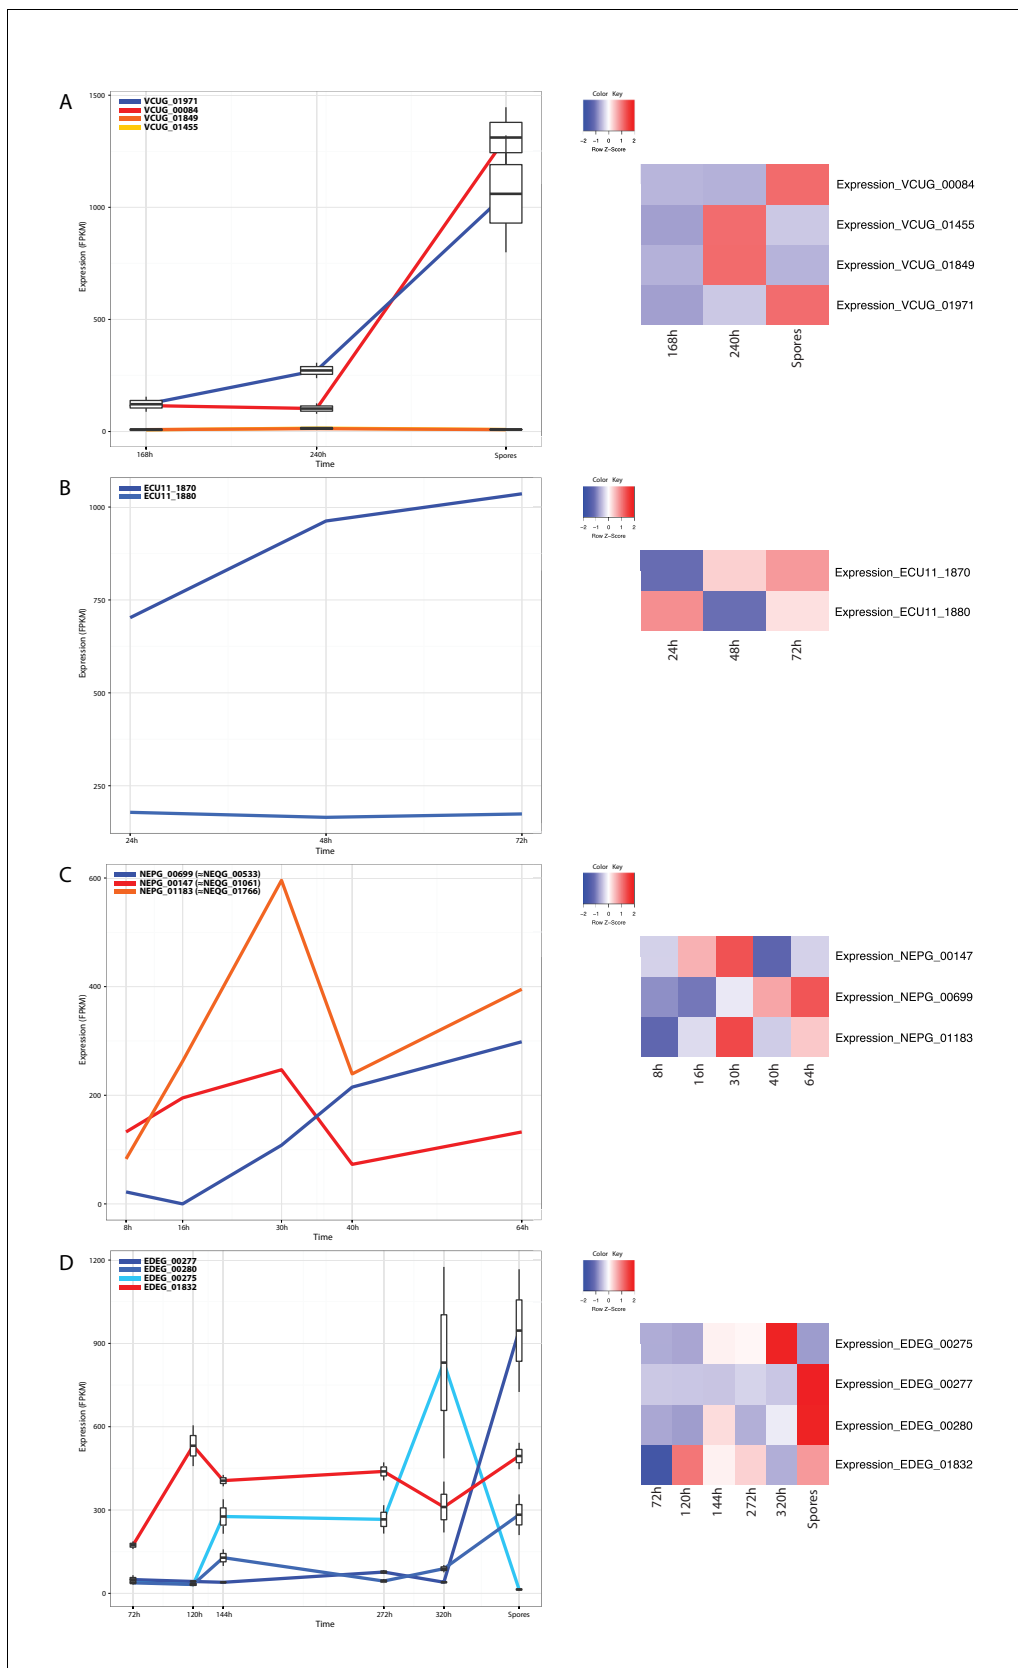 A
VCUG_01971
VCUG_00084
VCUG_01849
VCUG_01455
1500
1000
500
0
Expression (FPKM)
168h
240h
Spores
Time
Color Key
-2 -1 0 1 2
Row Z-Score
Expression_VCUG_00084
Expression_VCUG_01455
Expression_VCUG_01849
Expression_VCUG_01971
168h
240h
Spores
B
ECU11_1870
ECU11_1880
1000
750
500
250
Expression (FPKM)
24h
48h
72h
Time
Color Key
-2 -1 0 1 2
Row Z-Score
Expression_ECU11_1870
Expression_ECU11_1880
24h
48h
72h
C
NEPG_00699 (≈NEQG_00533)
NEPG_00147 (≈NEQG_01061)
NEPG_01183 (≈NEQG_01766)
600
400
200
0
Expression (FPKM)
8h
16h
30h
40h
64h
Time
Color Key
-2 -1 0 1 2
Row Z-Score
Expression_NEPG_00147
Expression_NEPG_00699
Expression_NEPG_01183
8h
16h
30h
40h
64h
D
EDEG_00277
EDEG_00280
EDEG_00275
EDEG_01832
1200
900
600
300
0
Expression (FPKM)
72h
120h
144h
272h
320h
Spores
Time
Color Key
-2 -1 0 1 2
Row Z-Score
Expression_EDEG_00275
Expression_EDEG_00277
Expression_EDEG_00280
Expression_EDEG_01832
72h
120h
144h
272h
320h
Spores